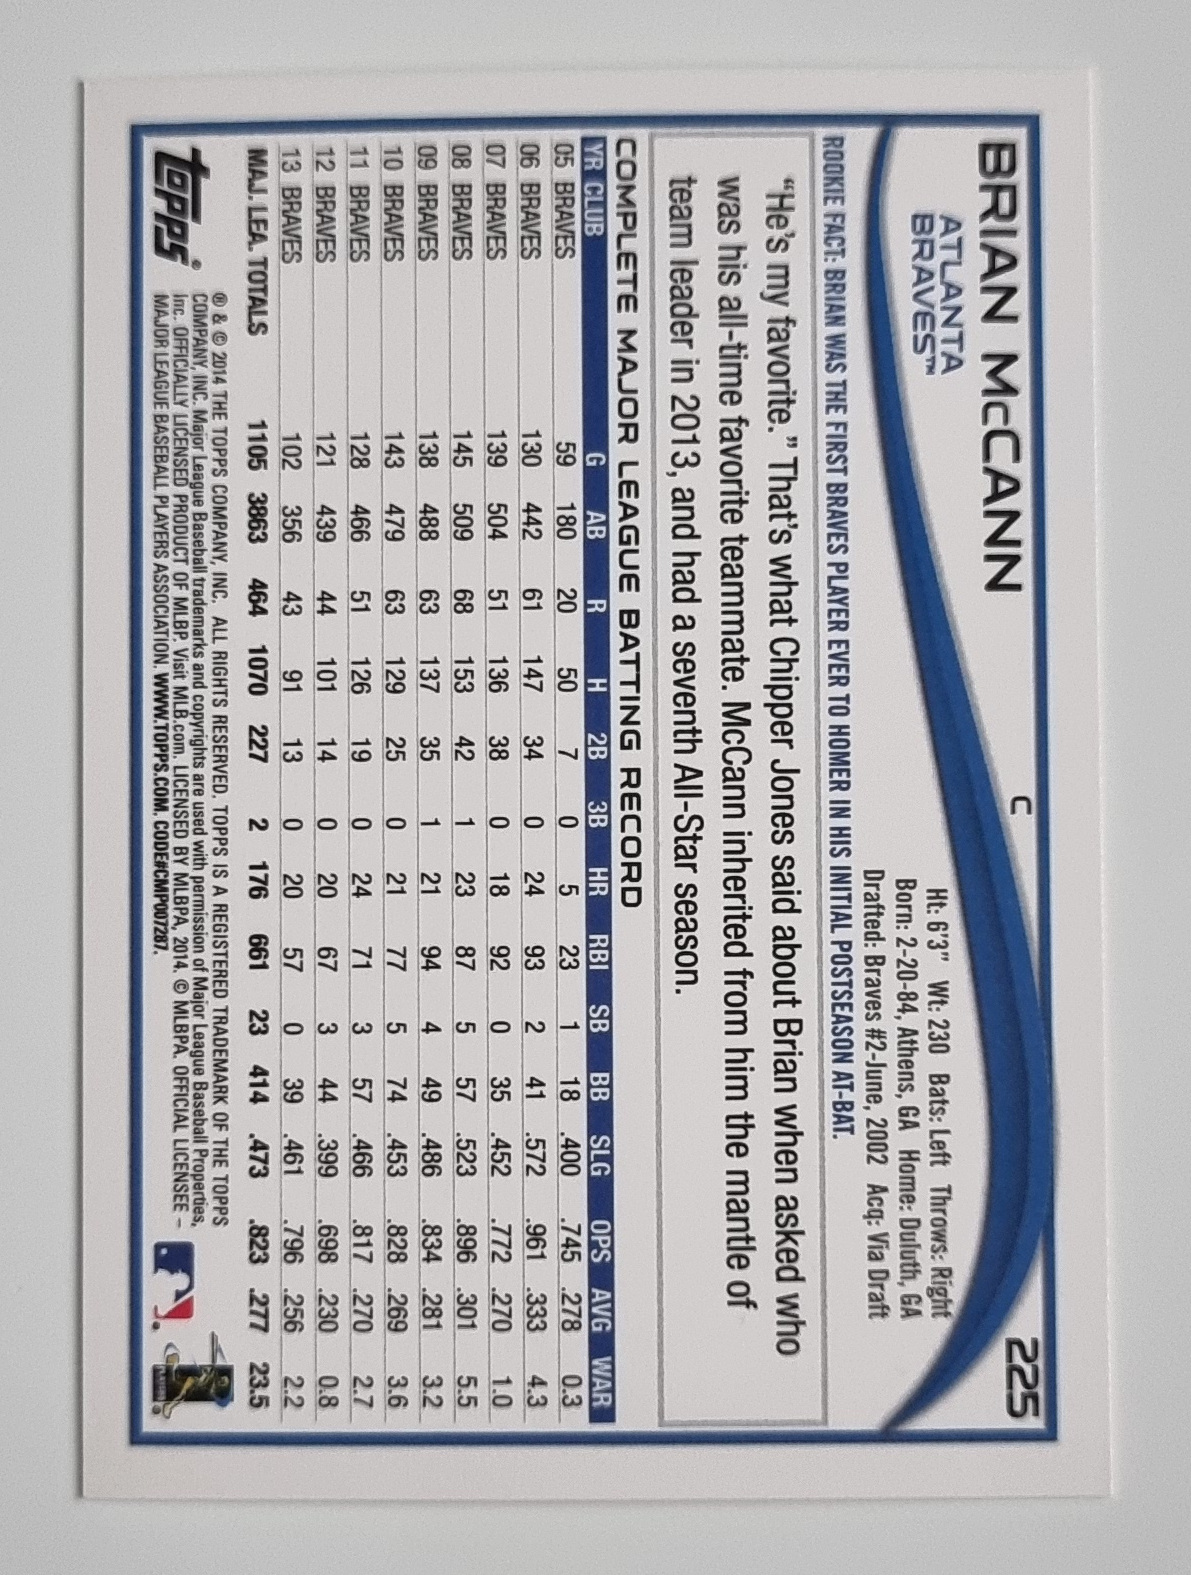 BRIAN McCANN C 225
ATLANTA
BRAVES™
Ht: 6'3" Wt: 230 Bats: Left Throws: Right
Born: 2-20-84, Athens, GA Home: Duluth, GA
Drafted: Braves #2-June, 2002 Acq: Via Draft
ROOKIE FACT: BRIAN WAS THE FIRST BRAVES PLAYER EVER TO HOMER IN HIS INITIAL POSTSEASON AT-BAT.
“He’s my favorite.” That’s what Chipper Jones said about Brian when asked who
was his all-time favorite teammate. McCann inherited from him the mantle of
team leader in 2013, and had a seventh All-Star season.
COMPLETE MAJOR LEAGUE BATTING RECORD
YR CLUB G AB R H 2B 3B HR RBI SB BB SLG OPS AVG WAR
05 BRAVES 59 180 20 50 7 0 5 23 1 18 .400 .745 .278 0.3
06 BRAVES 130 442 61 147 34 0 24 93 2 41 .572 .961 .333 4.3
07 BRAVES 139 504 51 136 38 0 18 92 0 35 .452 .772 .270 1.0
08 BRAVES 145 509 68 153 42 1 23 87 5 57 .523 .896 .301 5.5
09 BRAVES 138 488 63 137 35 1 21 94 4 49 .486 .834 .281 3.2
10 BRAVES 143 479 63 129 25 0 21 77 5 74 .453 .828 .269 3.6
11 BRAVES 128 466 51 126 19 0 24 71 3 57 .466 .817 .270 2.7
12 BRAVES 121 439 44 101 14 0 20 67 3 44 .399 .698 .230 0.8
13 BRAVES 102 356 43 91 13 0 20 57 0 39 .461 .796 .256 2.2
MAJ. LEA. TOTALS 1105 3863 464 1070 227 2 176 661 23 414 .473 .823 .277 23.5
topps®
® & © 2014 THE TOPPS COMPANY, INC. ALL RIGHTS RESERVED. TOPPS IS A REGISTERED TRADEMARK OF THE TOPPS
COMPANY, INC. Major League Baseball trademarks and copyrights are used with permission of Major League Baseball Properties,
Inc. OFFICIALLY LICENSED PRODUCT OF MLBP. Visit MLB.com. LICENSED BY MLBPA, 2014. © MLBPA. OFFICIAL LICENSEE –
MAJOR LEAGUE BASEBALL PLAYERS ASSOCIATION. WWW.TOPPS.COM. CODE#CMP007287.